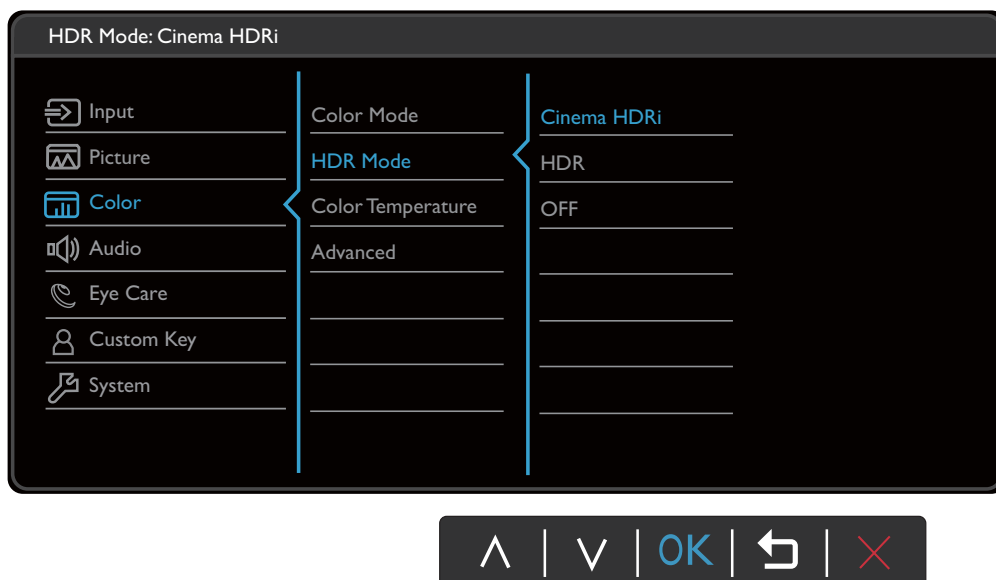 HDR Mode: Cinema HDRi
Input
Picture
Color
Audio
Eye Care
Custom Key
System
Color Mode
HDR Mode
Color Temperature
Advanced
Cinema HDRi
HDR
OFF
OK